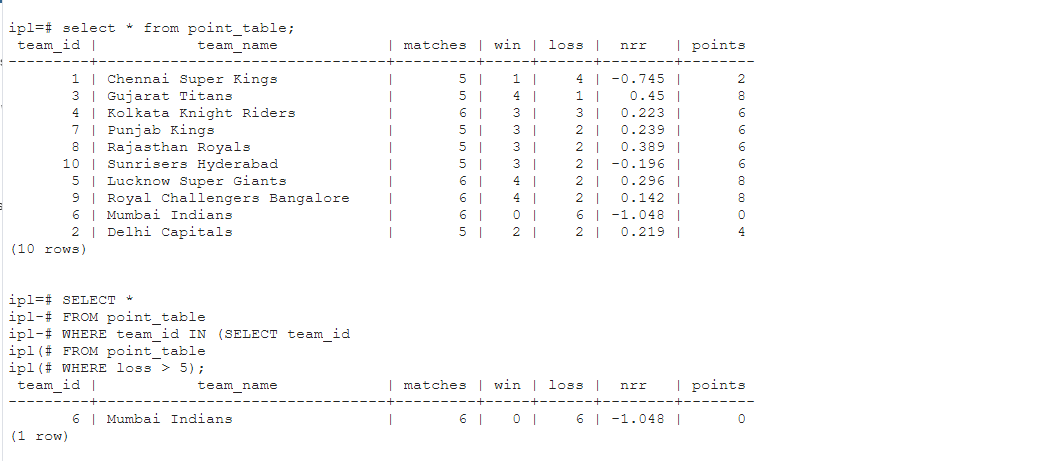 ipl=# select * from point_table;
 team_id |           team_name            | matches | win | loss |  nrr   | points
---------+--------------------------------+---------+-----+------+--------+--------
       1 | Chennai Super Kings            |       5 |   1 |    4 | -0.745 |      2
       3 | Gujarat Titans                 |       5 |   4 |    1 |   0.45 |      8
       4 | Kolkata Knight Riders          |       6 |   3 |    3 |  0.223 |      6
       7 | Punjab Kings                   |       5 |   3 |    2 |  0.239 |      6
       8 | Rajasthan Royals               |       5 |   3 |    2 |  0.389 |      6
      10 | Sunrisers Hyderabad            |       5 |   3 |    2 | -0.196 |      6
       5 | Lucknow Super Giants           |       6 |   4 |    2 |  0.296 |      8
       9 | Royal Challengers Bangalore    |       6 |   4 |    2 |  0.142 |      8
       6 | Mumbai Indians                 |       6 |   0 |    6 | -1.048 |      0
       2 | Delhi Capitals                 |       5 |   2 |    2 |  0.219 |      4
(10 rows)
ipl=# SELECT *
ipl-# FROM point_table
ipl-# WHERE team_id IN (SELECT team_id
ipl(# FROM point_table
ipl(# WHERE loss > 5);
 team_id |           team_name            | matches | win | loss |  nrr   | points
---------+--------------------------------+---------+-----+------+--------+--------
       6 | Mumbai Indians                 |       6 |   0 |    6 | -1.048 |      0
(1 row)